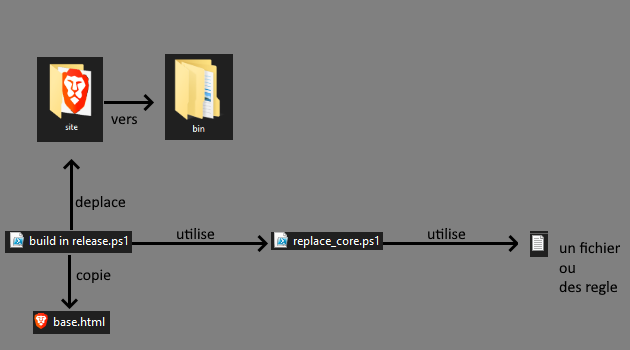 site
vers
bin
deplace
build in release.ps1
utilise
replace_core.ps1
utilise
un fichier
ou
des regle
copie
base.html